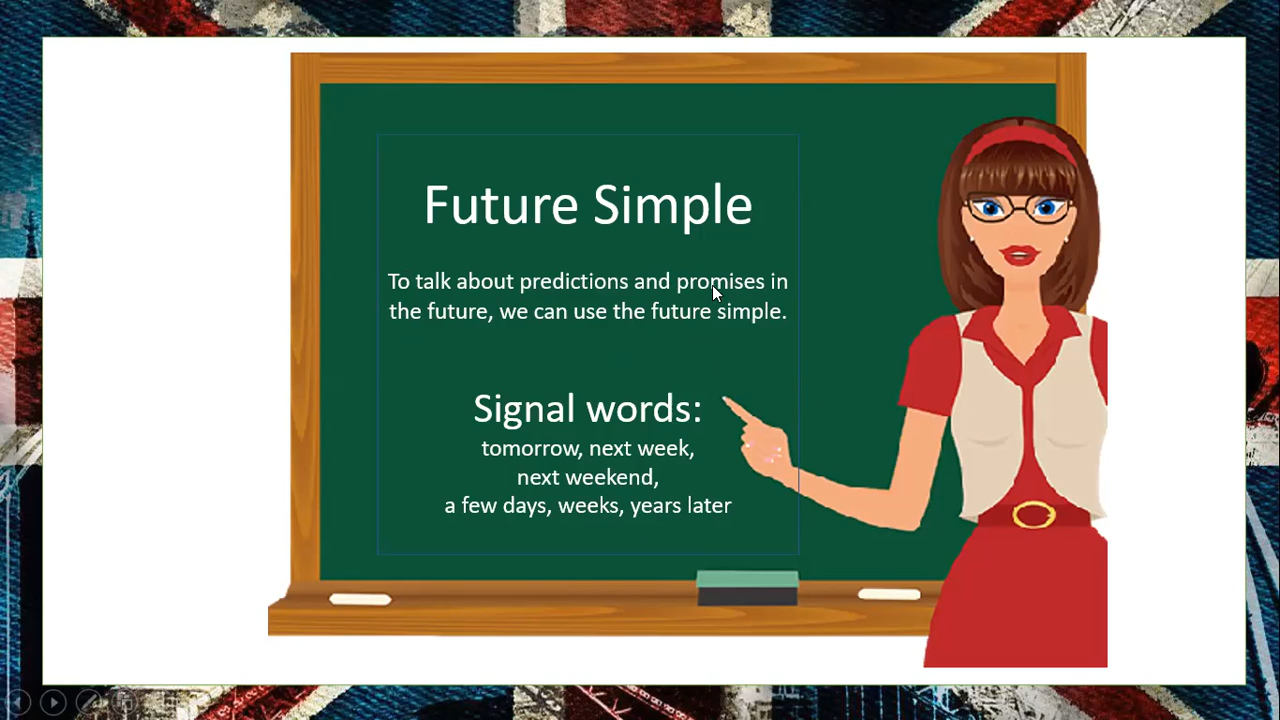 Future Simple
To talk about predictions and promises in
the future, we can use the future simple.
Signal words:
tomorrow, next week,
next weekend,
a few days, weeks, years later